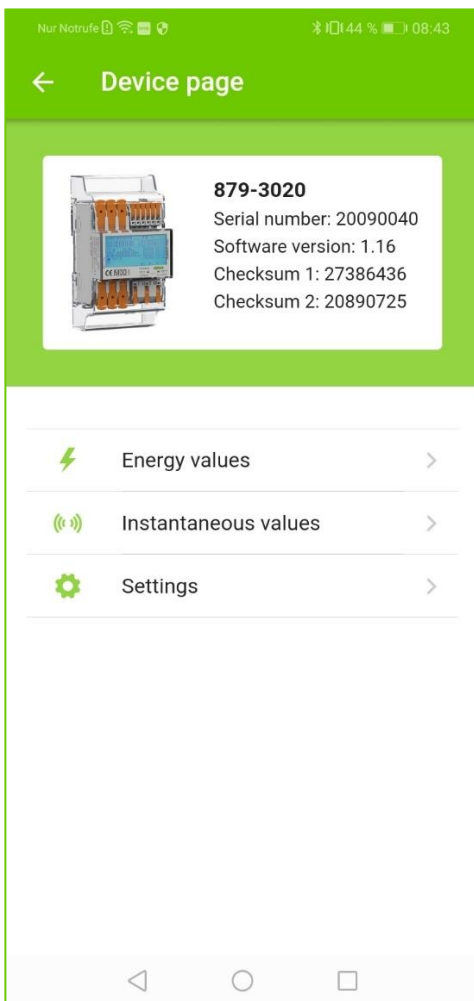 Nur Notrufe 44 % 08:43
Device page
879-3020
Serial number: 20090040
Software version: 1.16
Checksum 1: 27386436
Checksum 2: 20890725
Energy values
Instantaneous values
Settings